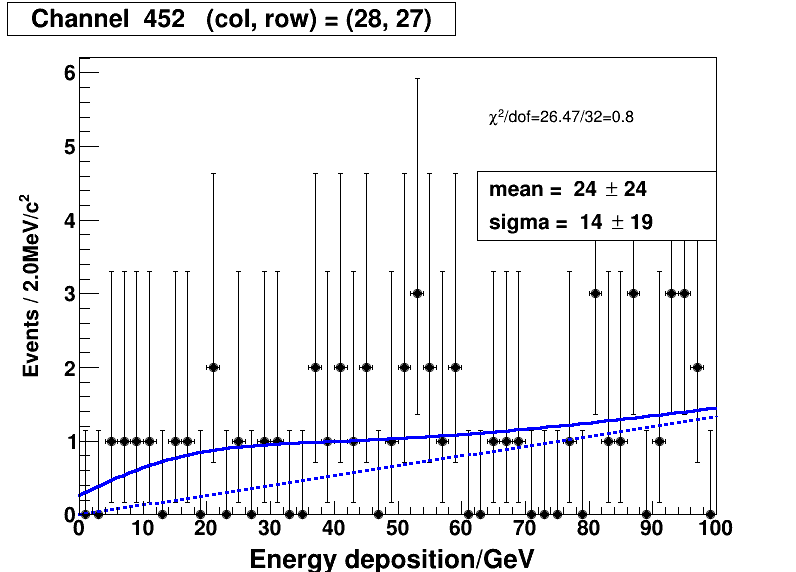 Channel 452 (col, row) = (28, 27)
χ²/dof=26.47/32=0.8
mean = 24 ± 24
sigma = 14 ± 19
Events / 2.0MeV/c²
6
5
4
3
2
1
0
0 10 20 30 40 50 60 70 80 90 100
Energy deposition/GeV